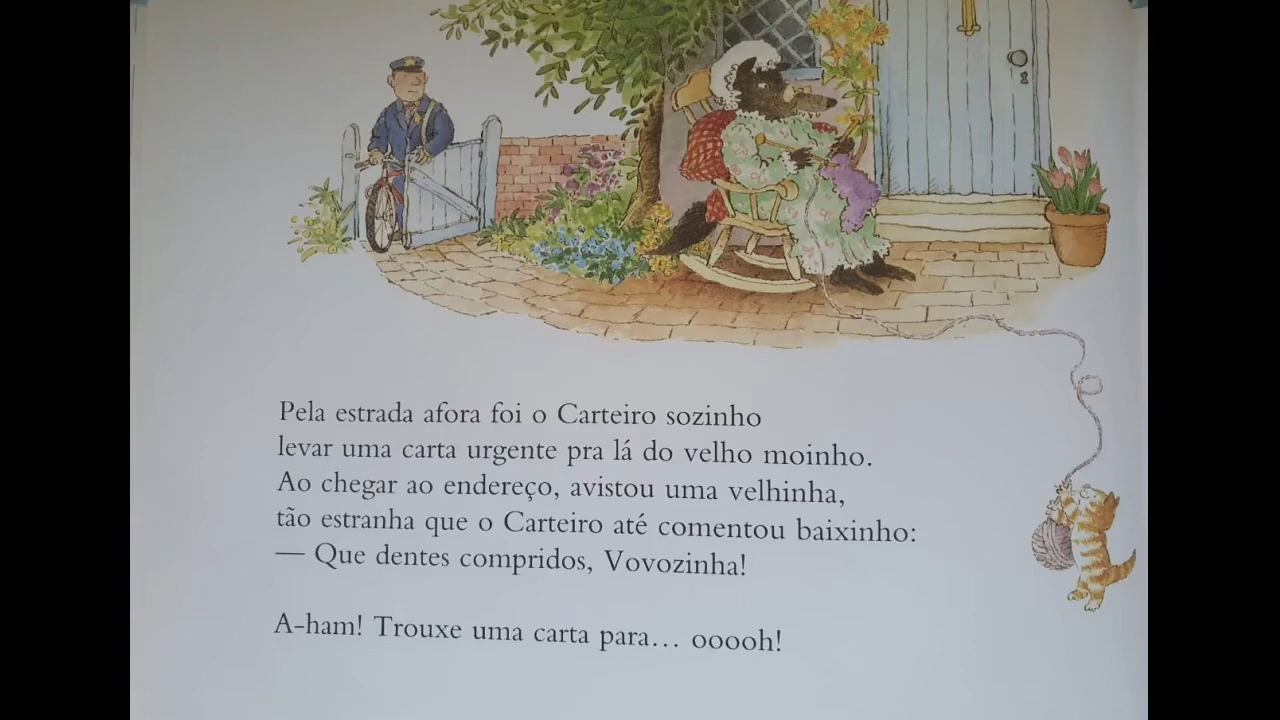 Pela estrada afora foi o Carteiro sozinho
levar uma carta urgente pra lá do velho moinho.
Ao chegar ao endereço, avistou uma velhinha,
tão estranha que o Carteiro até comentou baixinho:
— Que dentes compridos, Vovozinha!
A-ham! Trouxe uma carta para... ooooh!